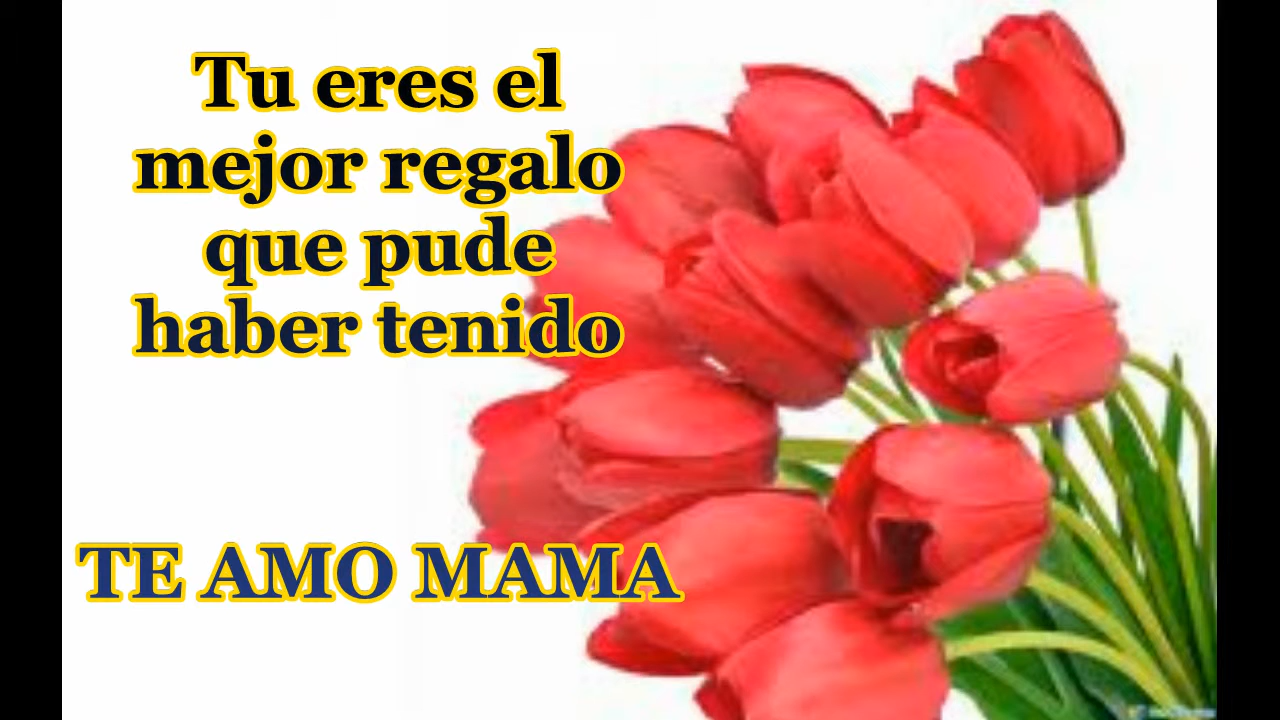 Tu eres el
mejor regalo
que pude
haber tenido
TE AMO MAMA